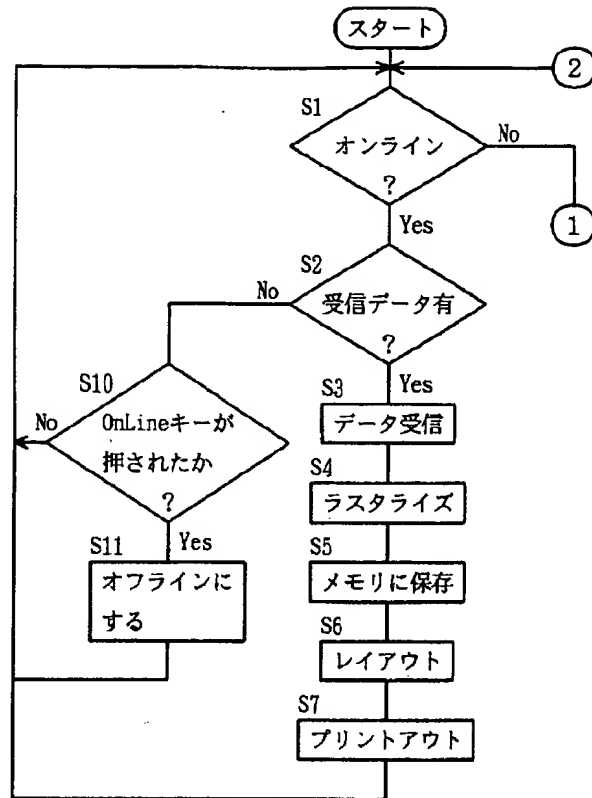 スタート
2
S1
オンライン
?
No
1
Yes
S2
受信データ有
?
No
Yes
S10
OnLineキーが
押されたか
?
No
Yes
S11
オフラインに
する
S3
データ受信
S4
ラスタライズ
S5
メモリに保存
S6
レイアウト
S7
プリントアウト